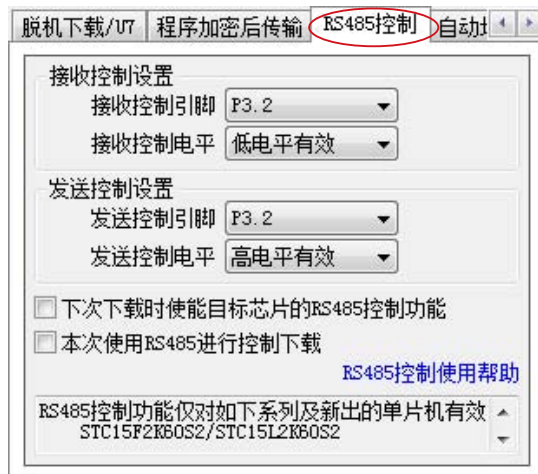 脱机下载/U7 程序加密后传输 RS485控制 自动
接收控制设置
接收控制引脚 P3.2
接收控制电平 低电平有效
发送控制设置
发送控制引脚 P3.2
发送控制电平 高电平有效
下次下载时使能目标芯片的RS485控制功能
本次使用RS485进行控制下载
RS485控制使用帮助
RS485控制功能仅对如下系列及新出的单片机有效
STC15F2K60S2/STC15L2K60S2